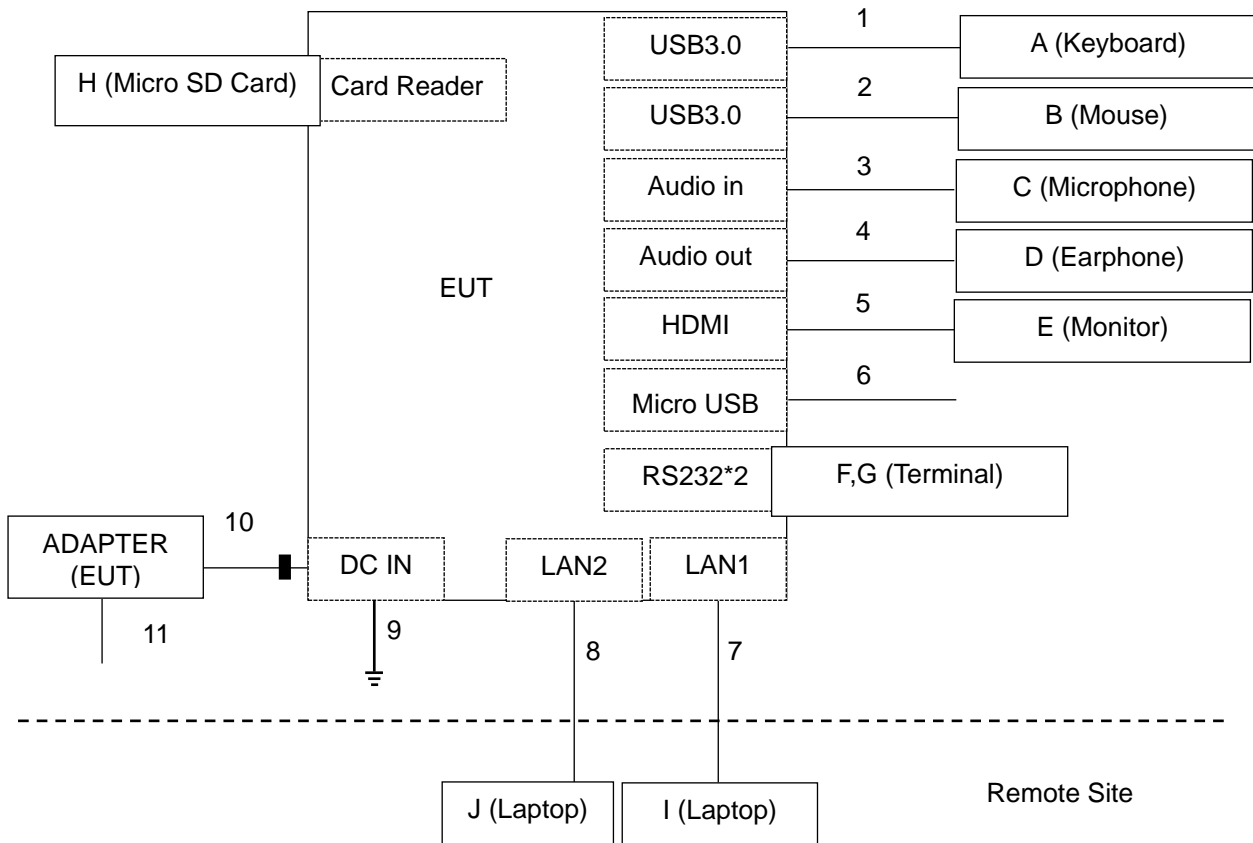 1
USB3.0
A (Keyboard)
H (Micro SD Card)
Card Reader
2
USB3.0
B (Mouse)
3
Audio in
C (Microphone)
4
Audio out
D (Earphone)
EUT
5
HDMI
E (Monitor)
6
Micro USB
RS232*2
F,G (Terminal)
10
ADAPTER
(EUT)
DC IN
LAN2
LAN1
11
9
8
7
J (Laptop)
I (Laptop)
Remote Site